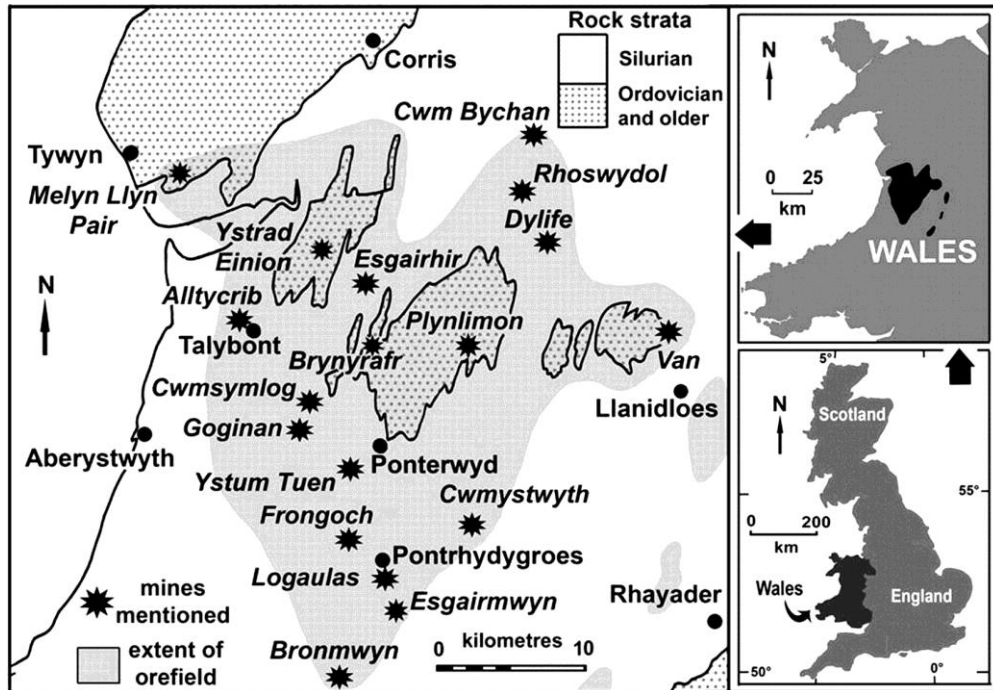 Rock strata
Silurian
Ordovician
and older
Corris
Cwm Bychan
Tywyn
Melyn Llyn
Pair
Rhoswydol
Dylife
Ystrad
Einion
Esgairhir
N
Alltycrib
Talybont
Plynlimon
Brynyrafr
Van
Cwmsymlog
Llanidloes
Goginan
Aberystwyth
Ponterwyd
Ystum Tuen
Cwmystwyth
Frongoch
Pontrhydygroes
Logaulas
mines
mentioned
Esgairmwyn
Rhayader
kilometres
0 10
extent of
orefield
Bronmwyn
N
0 25
km
WALES
5°
N
Scotland
55°
0 200
km
Wales
England
50°
0°